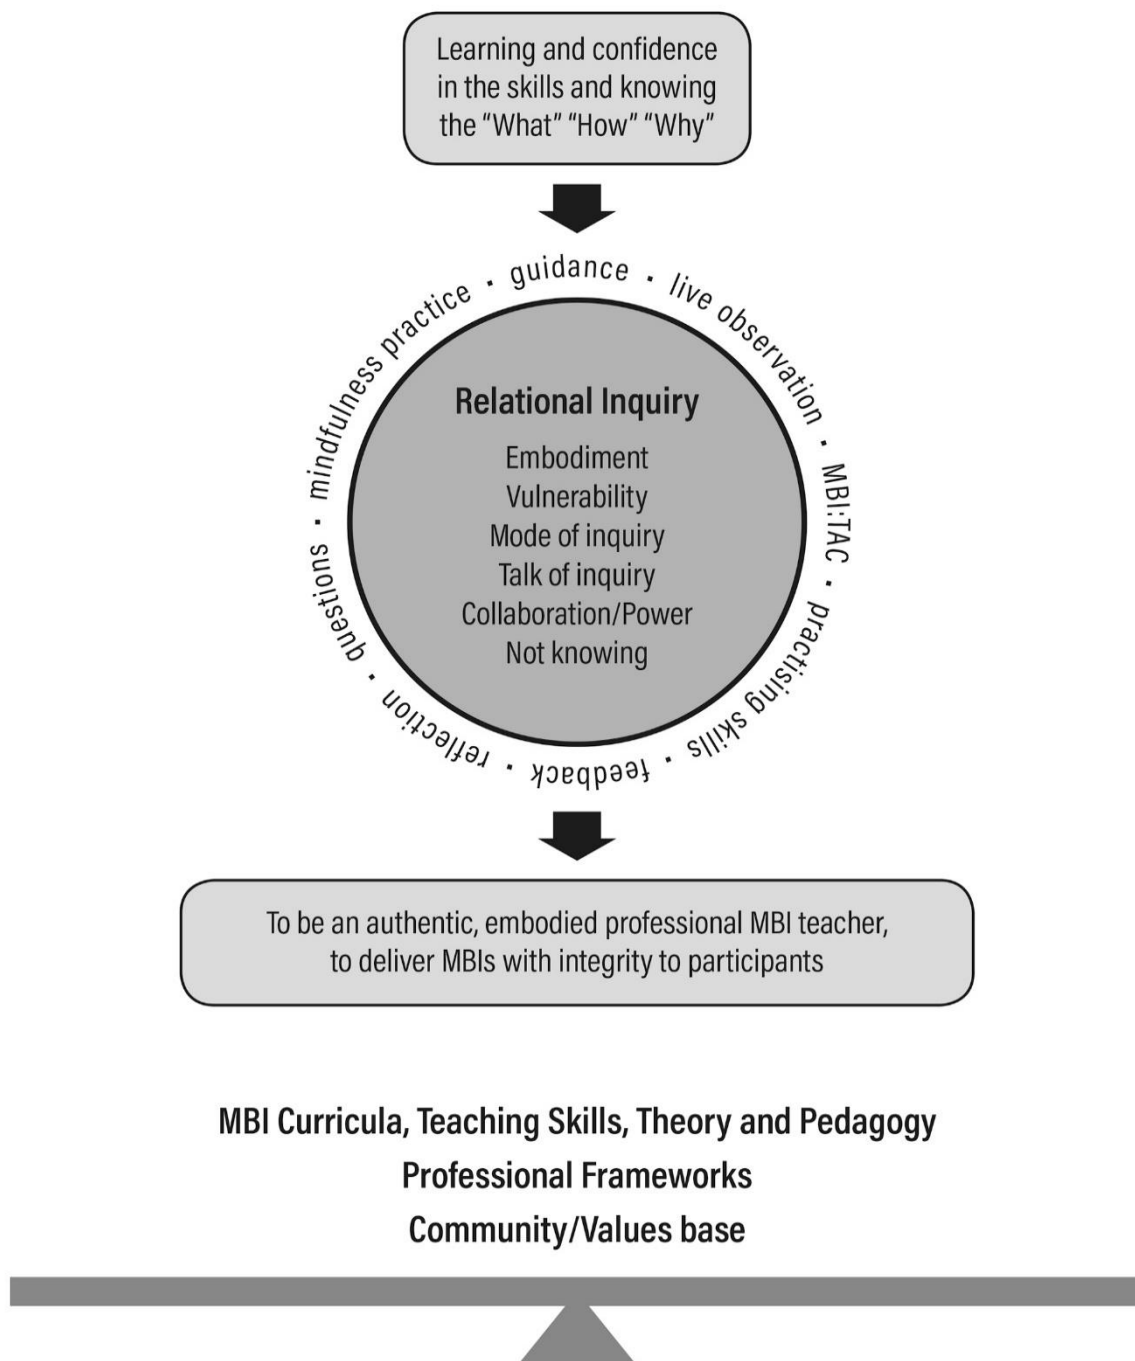 Learning and confidence
in the skills and knowing
the “What” “How” “Why”
mindfulness practice · guidance · live observation · MBI:TAC · practising skills · feedback · reflection · questions ·
Relational Inquiry
Embodiment
Vulnerability
Mode of inquiry
Talk of inquiry
Collaboration/Power
Not knowing
To be an authentic, embodied professional MBI teacher,
to deliver MBIs with integrity to participants
MBI Curricula, Teaching Skills, Theory and Pedagogy
Professional Frameworks
Community/Values base